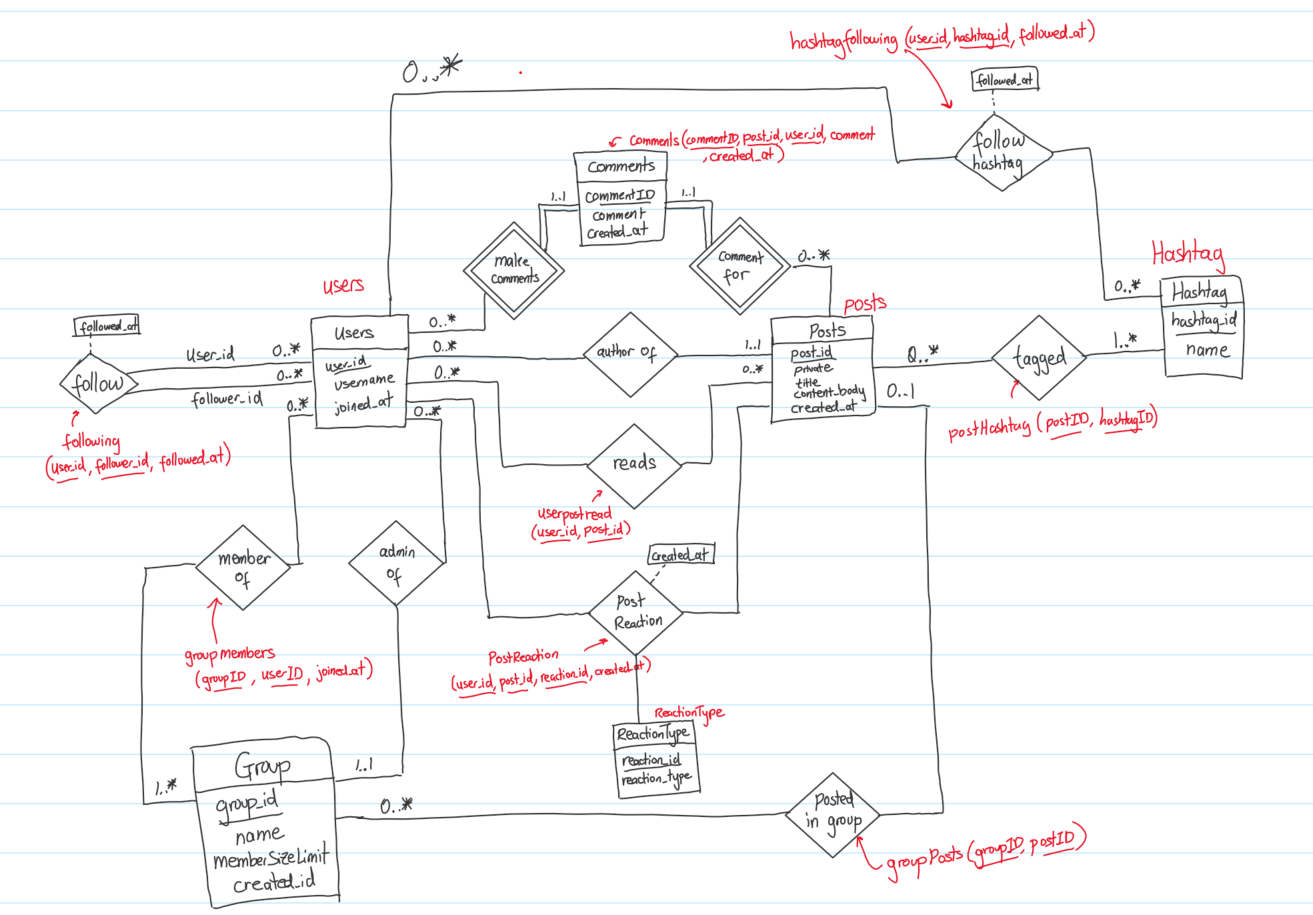 hashtagfollowing (user_id, hashtag_id, followed_at)
0..*
followed_at
follow
hashtag
Comments (commentID, post_id, user_id, comment
, created_at)
Comments
commentID
comment
created_at
1..1
1..1
make
comments
comment
for
0..*
Hashtag
0..*
Hashtag
hashtag_id
name
users
posts
followed_at
follow
user_id
0..*
follower_id
0..*
0..*
Users
user_id
username
joined_at
0..*
0..*
0..*
0..*
author of
1..1
0..*
Posts
post_id
private
title
content_body
created_at
0..*
0..1
tagged
1..*
postHashtag (postID, hashtagID)
following
(user_id, follower_id, followed_at)
reads
userpostread
(user_id, post_id)
member
of
admin
of
created_at
Post
Reaction
groupmembers
(groupID, userID, joined_at)
PostReaction
(user_id, post_id, reaction_id, created_at)
ReactionType
ReactionType
reaction_id
reaction_type
Group
group_id
name
memberSizeLimit
created_id
1..*
1..1
0..*
Posted
in group
groupPosts (groupID, postID)